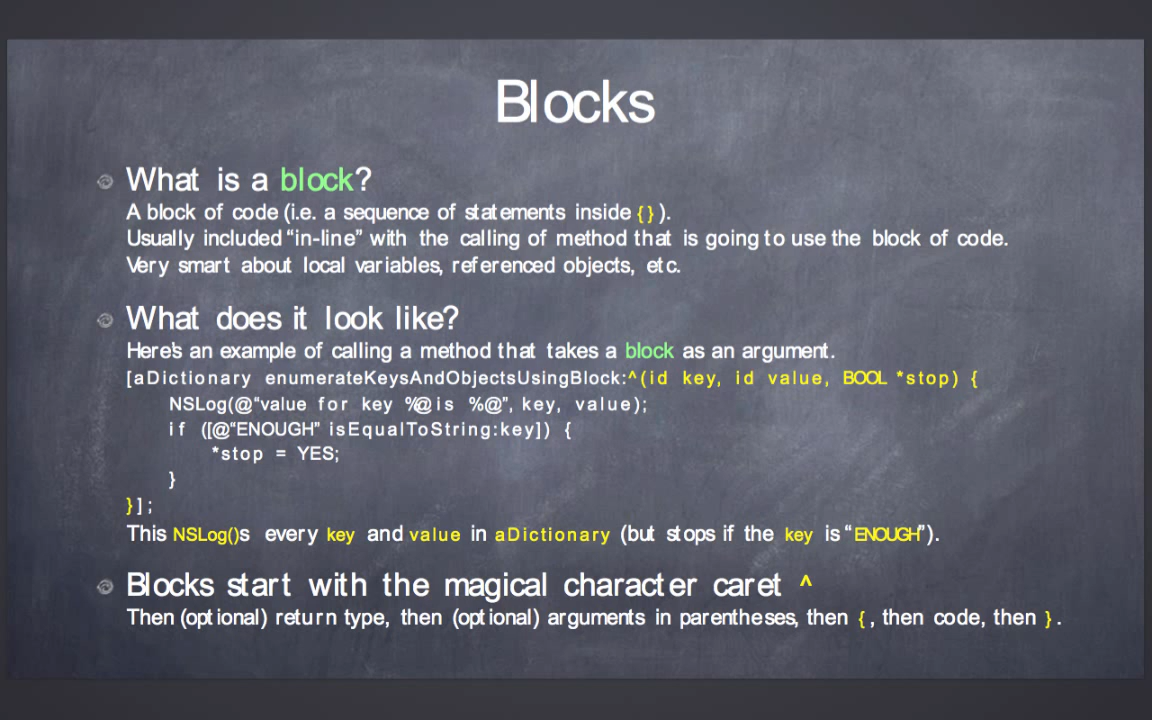 Blocks
What is a block?
A block of code (i.e. a sequence of statements inside {}).
Usually included “in-line” with the calling of method that is going to use the block of code.
Very smart about local variables, referenced objects, etc.
What does it look like?
Here’s an example of calling a method that takes a block as an argument.
[aDictionary enumerateKeysAndObjectsUsingBlock:^(id key, id value, BOOL *stop) {
NSLog(@“value for key %@ is %@”, key, value);
if ([@“ENOUGH” isEqualToString:key]) {
*stop = YES;
}
}];
This NSLog()s every key and value in aDictionary (but stops if the key is “ENOUGH”).
Blocks start with the magical character caret ^
Then (optional) return type, then (optional) arguments in parentheses, then {, then code, then }.